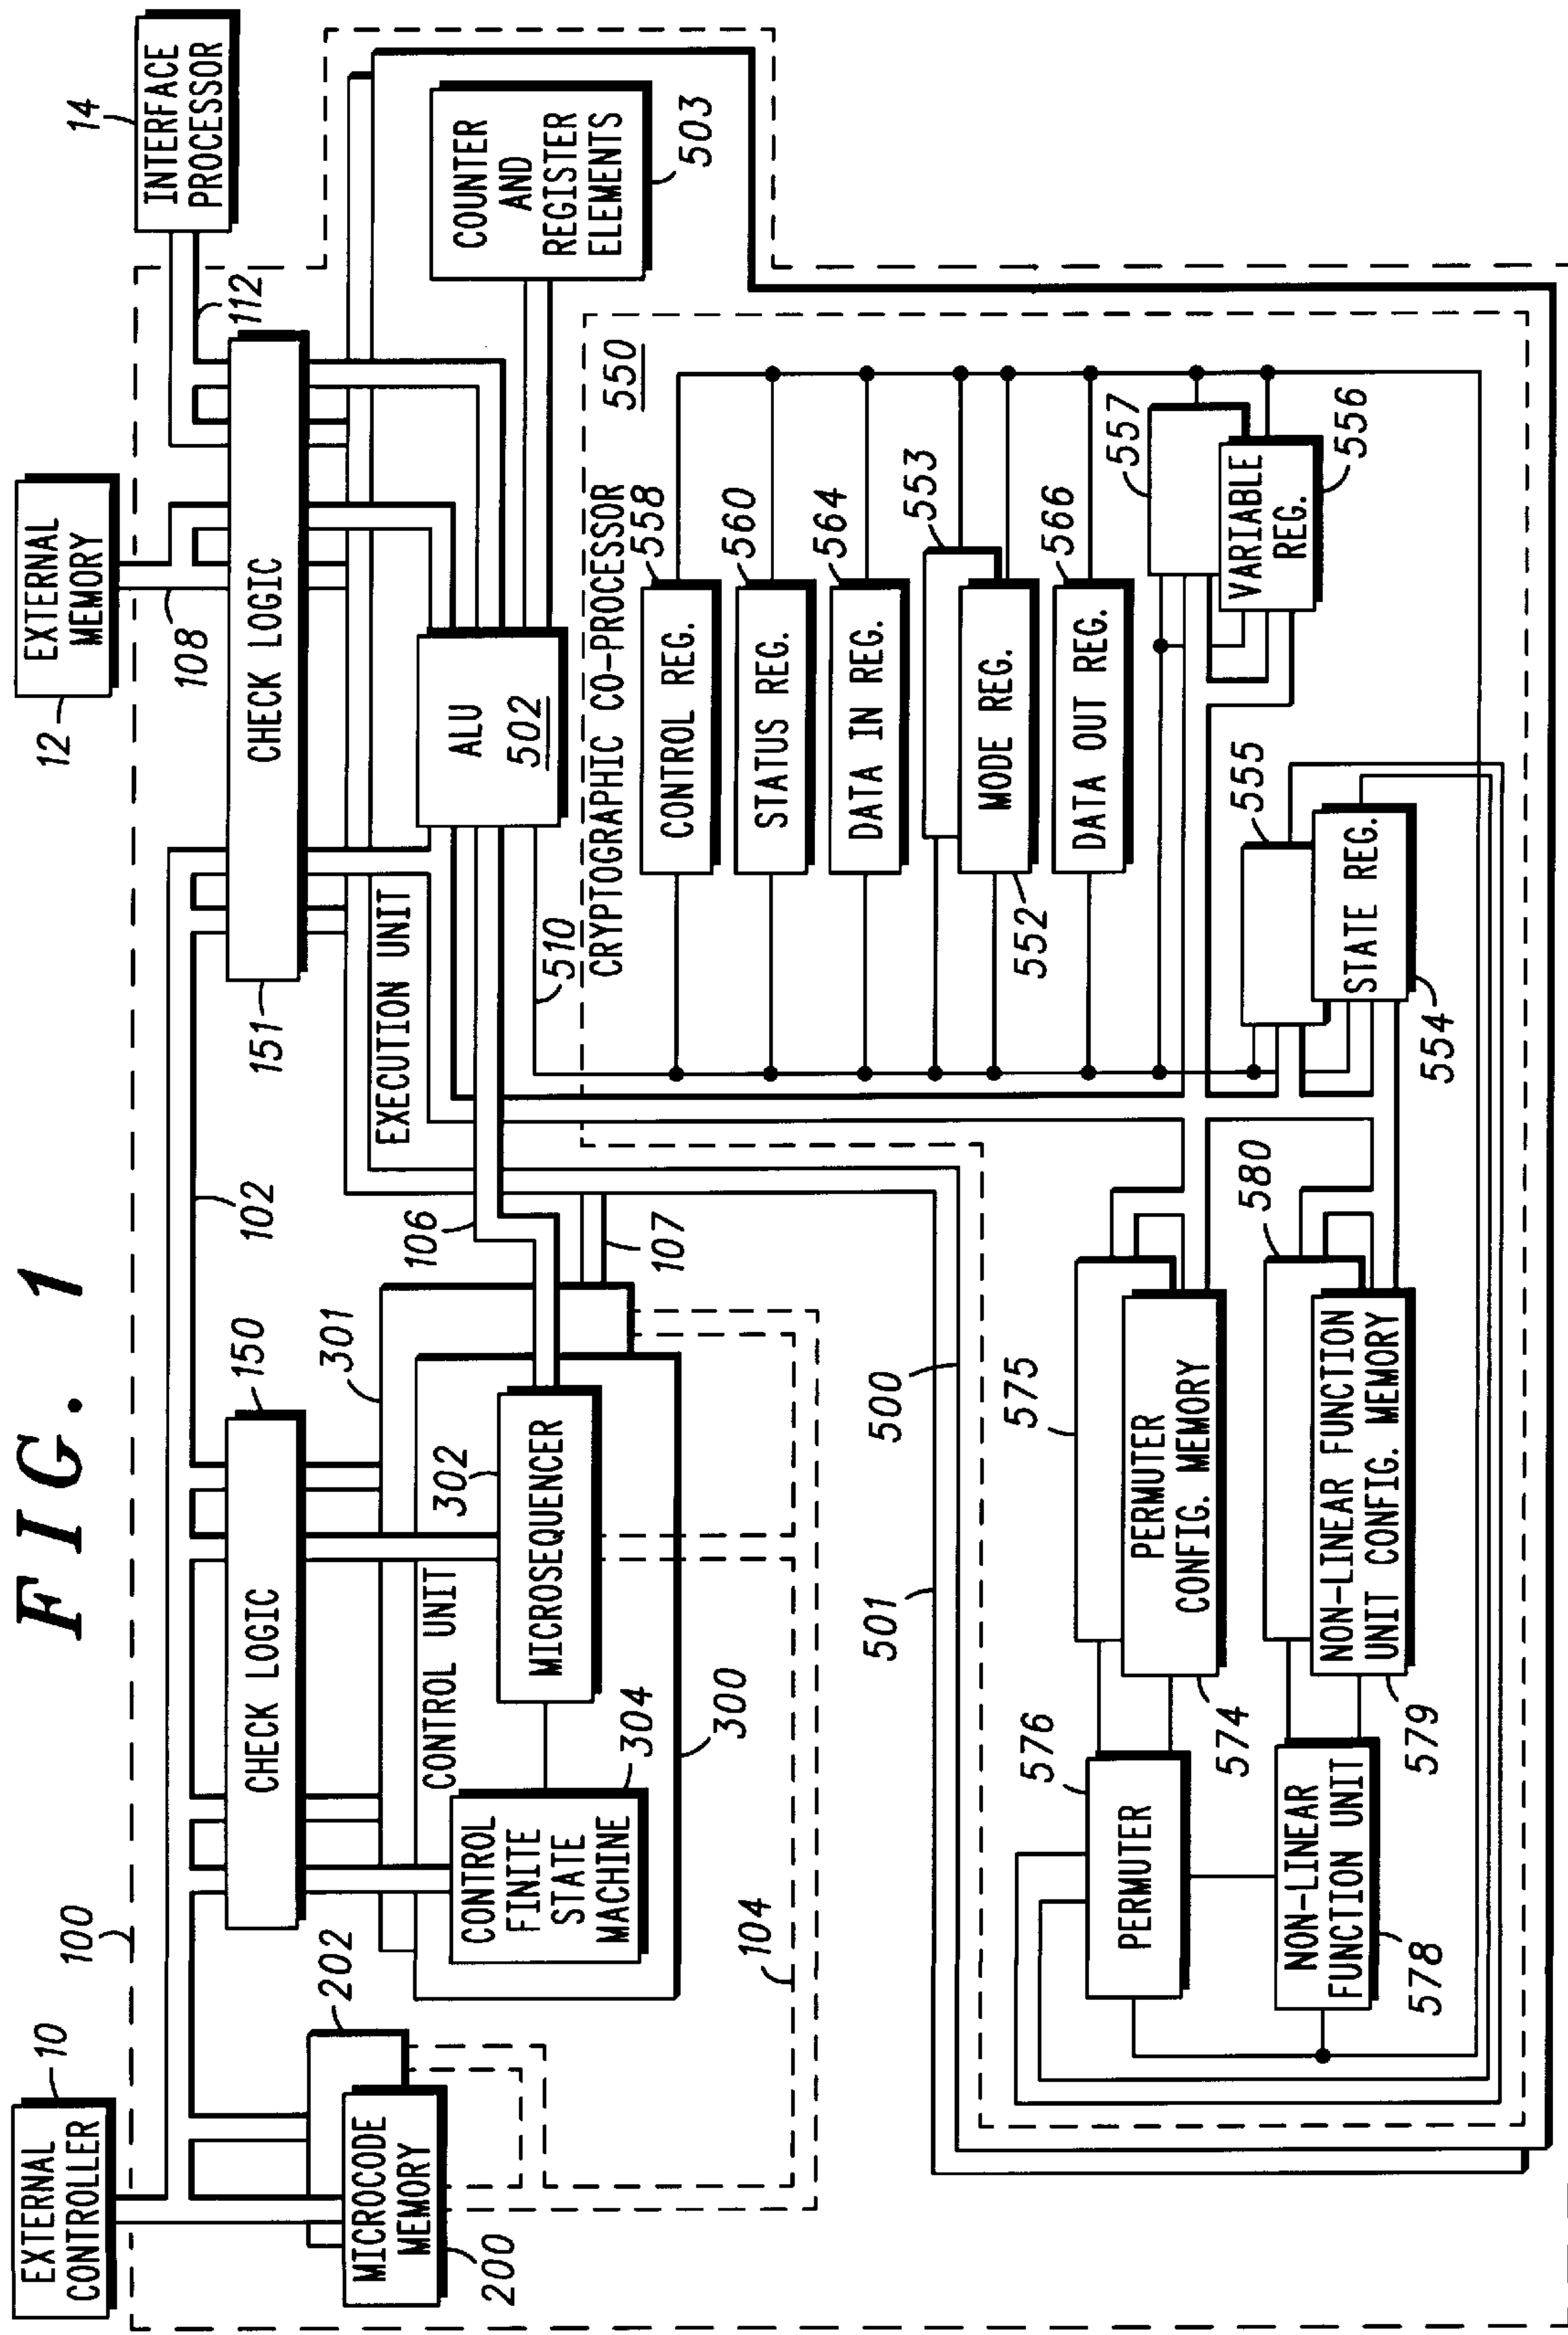 FIG. 1
EXTERNAL
CONTROLLER
10
100
EXTERNAL
MEMORY
12
INTERFACE
PROCESSOR
14
102
108
112
CHECK LOGIC
150
CHECK LOGIC
151
MICROCODE
MEMORY
200
202
CONTROL UNIT
301
302
MICROSEQUENCER
CONTROL
FINITE
STATE
MACHINE
304
300
104
106
107
EXECUTION UNIT
ALU
502
COUNTER
AND
REGISTER
ELEMENTS
503
510
500
501
CRYPTOGRAPHIC CO-PROCESSOR
550
CONTROL REG.
558
STATUS REG.
560
DATA IN REG.
564
553
MODE REG.
552
DATA OUT REG.
566
557
VARIABLE
REG.
556
555
STATE REG.
554
575
PERMUTER
CONFIG. MEMORY
574
576
PERMUTER
580
NON-LINEAR FUNCTION
UNIT CONFIG. MEMORY
579
NON-LINEAR
FUNCTION UNIT
578